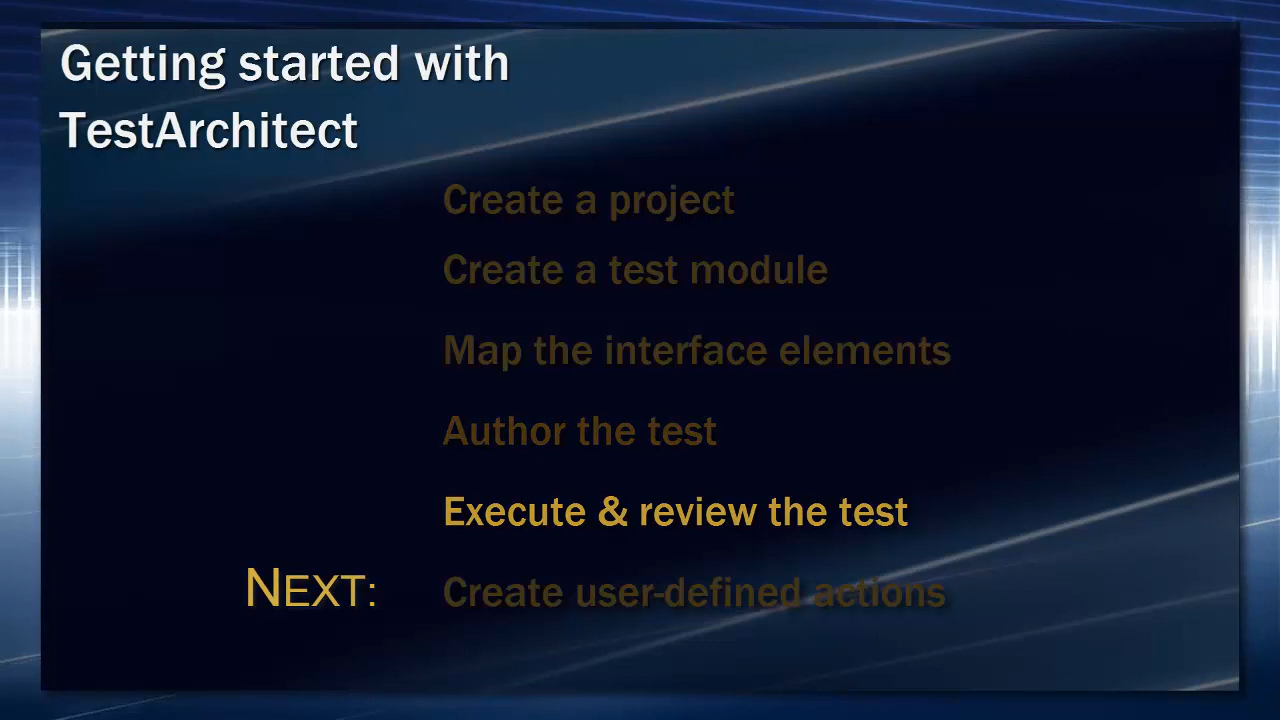 Getting started with
TestArchitect
Create a project
Create a test module
Map the interface elements
Author the test
Execute & review the test
NEXT: Create user-defined actions